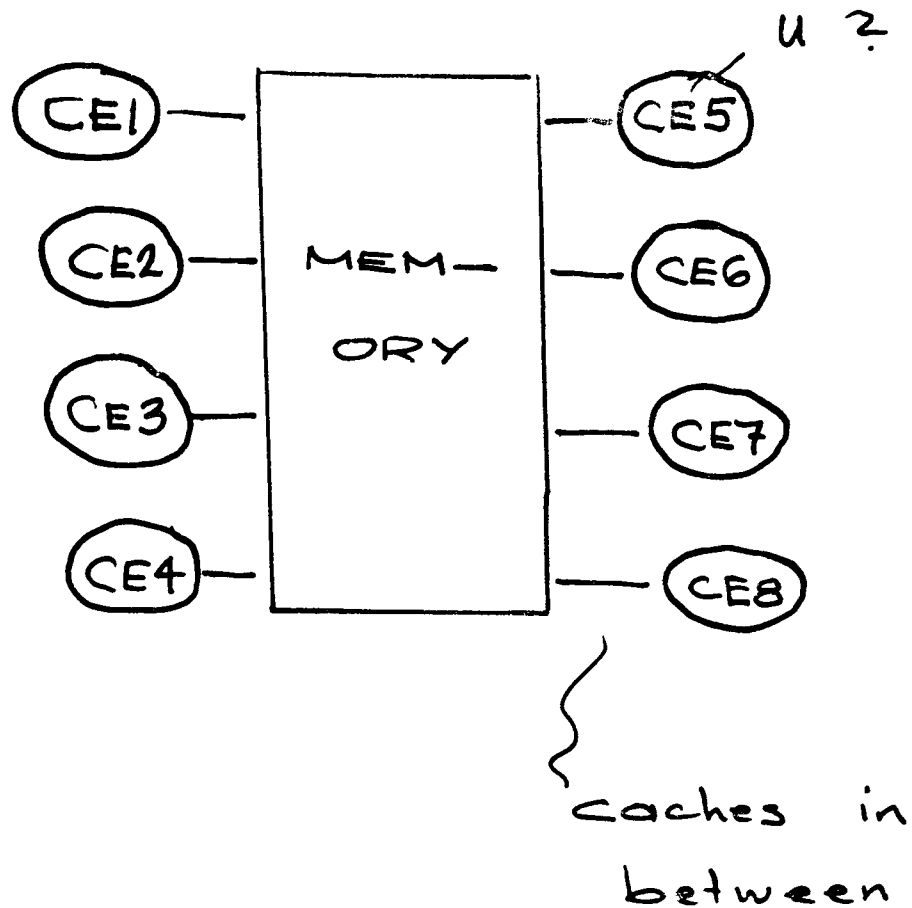 u ?
CE1
CE5
CE2
MEM-
CE6
ORY
CE3
CE7
CE4
CE8
caches in
between